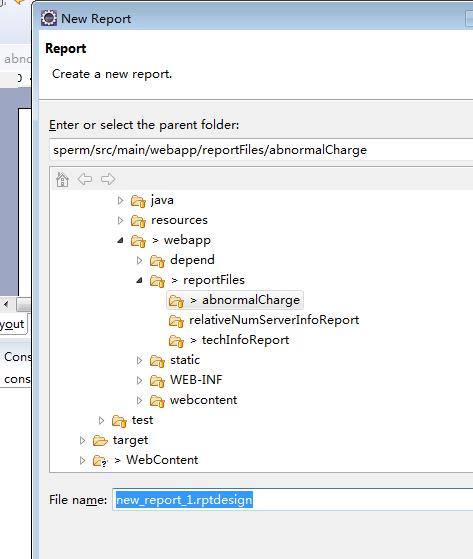 New Report
Report
Create a new report.
abno
Enter or select the parent folder:
sperm/src/main/webapp/reportFiles/abnormalCharge
java
resources
> webapp
depend
> reportFiles
> abnormalCharge
relativeNumServerInfoReport
> techInfoReport
static
WEB-INF
webcontent
test
target
> WebContent
yout
Cons
cons
File name:
new_report_1.rptdesign